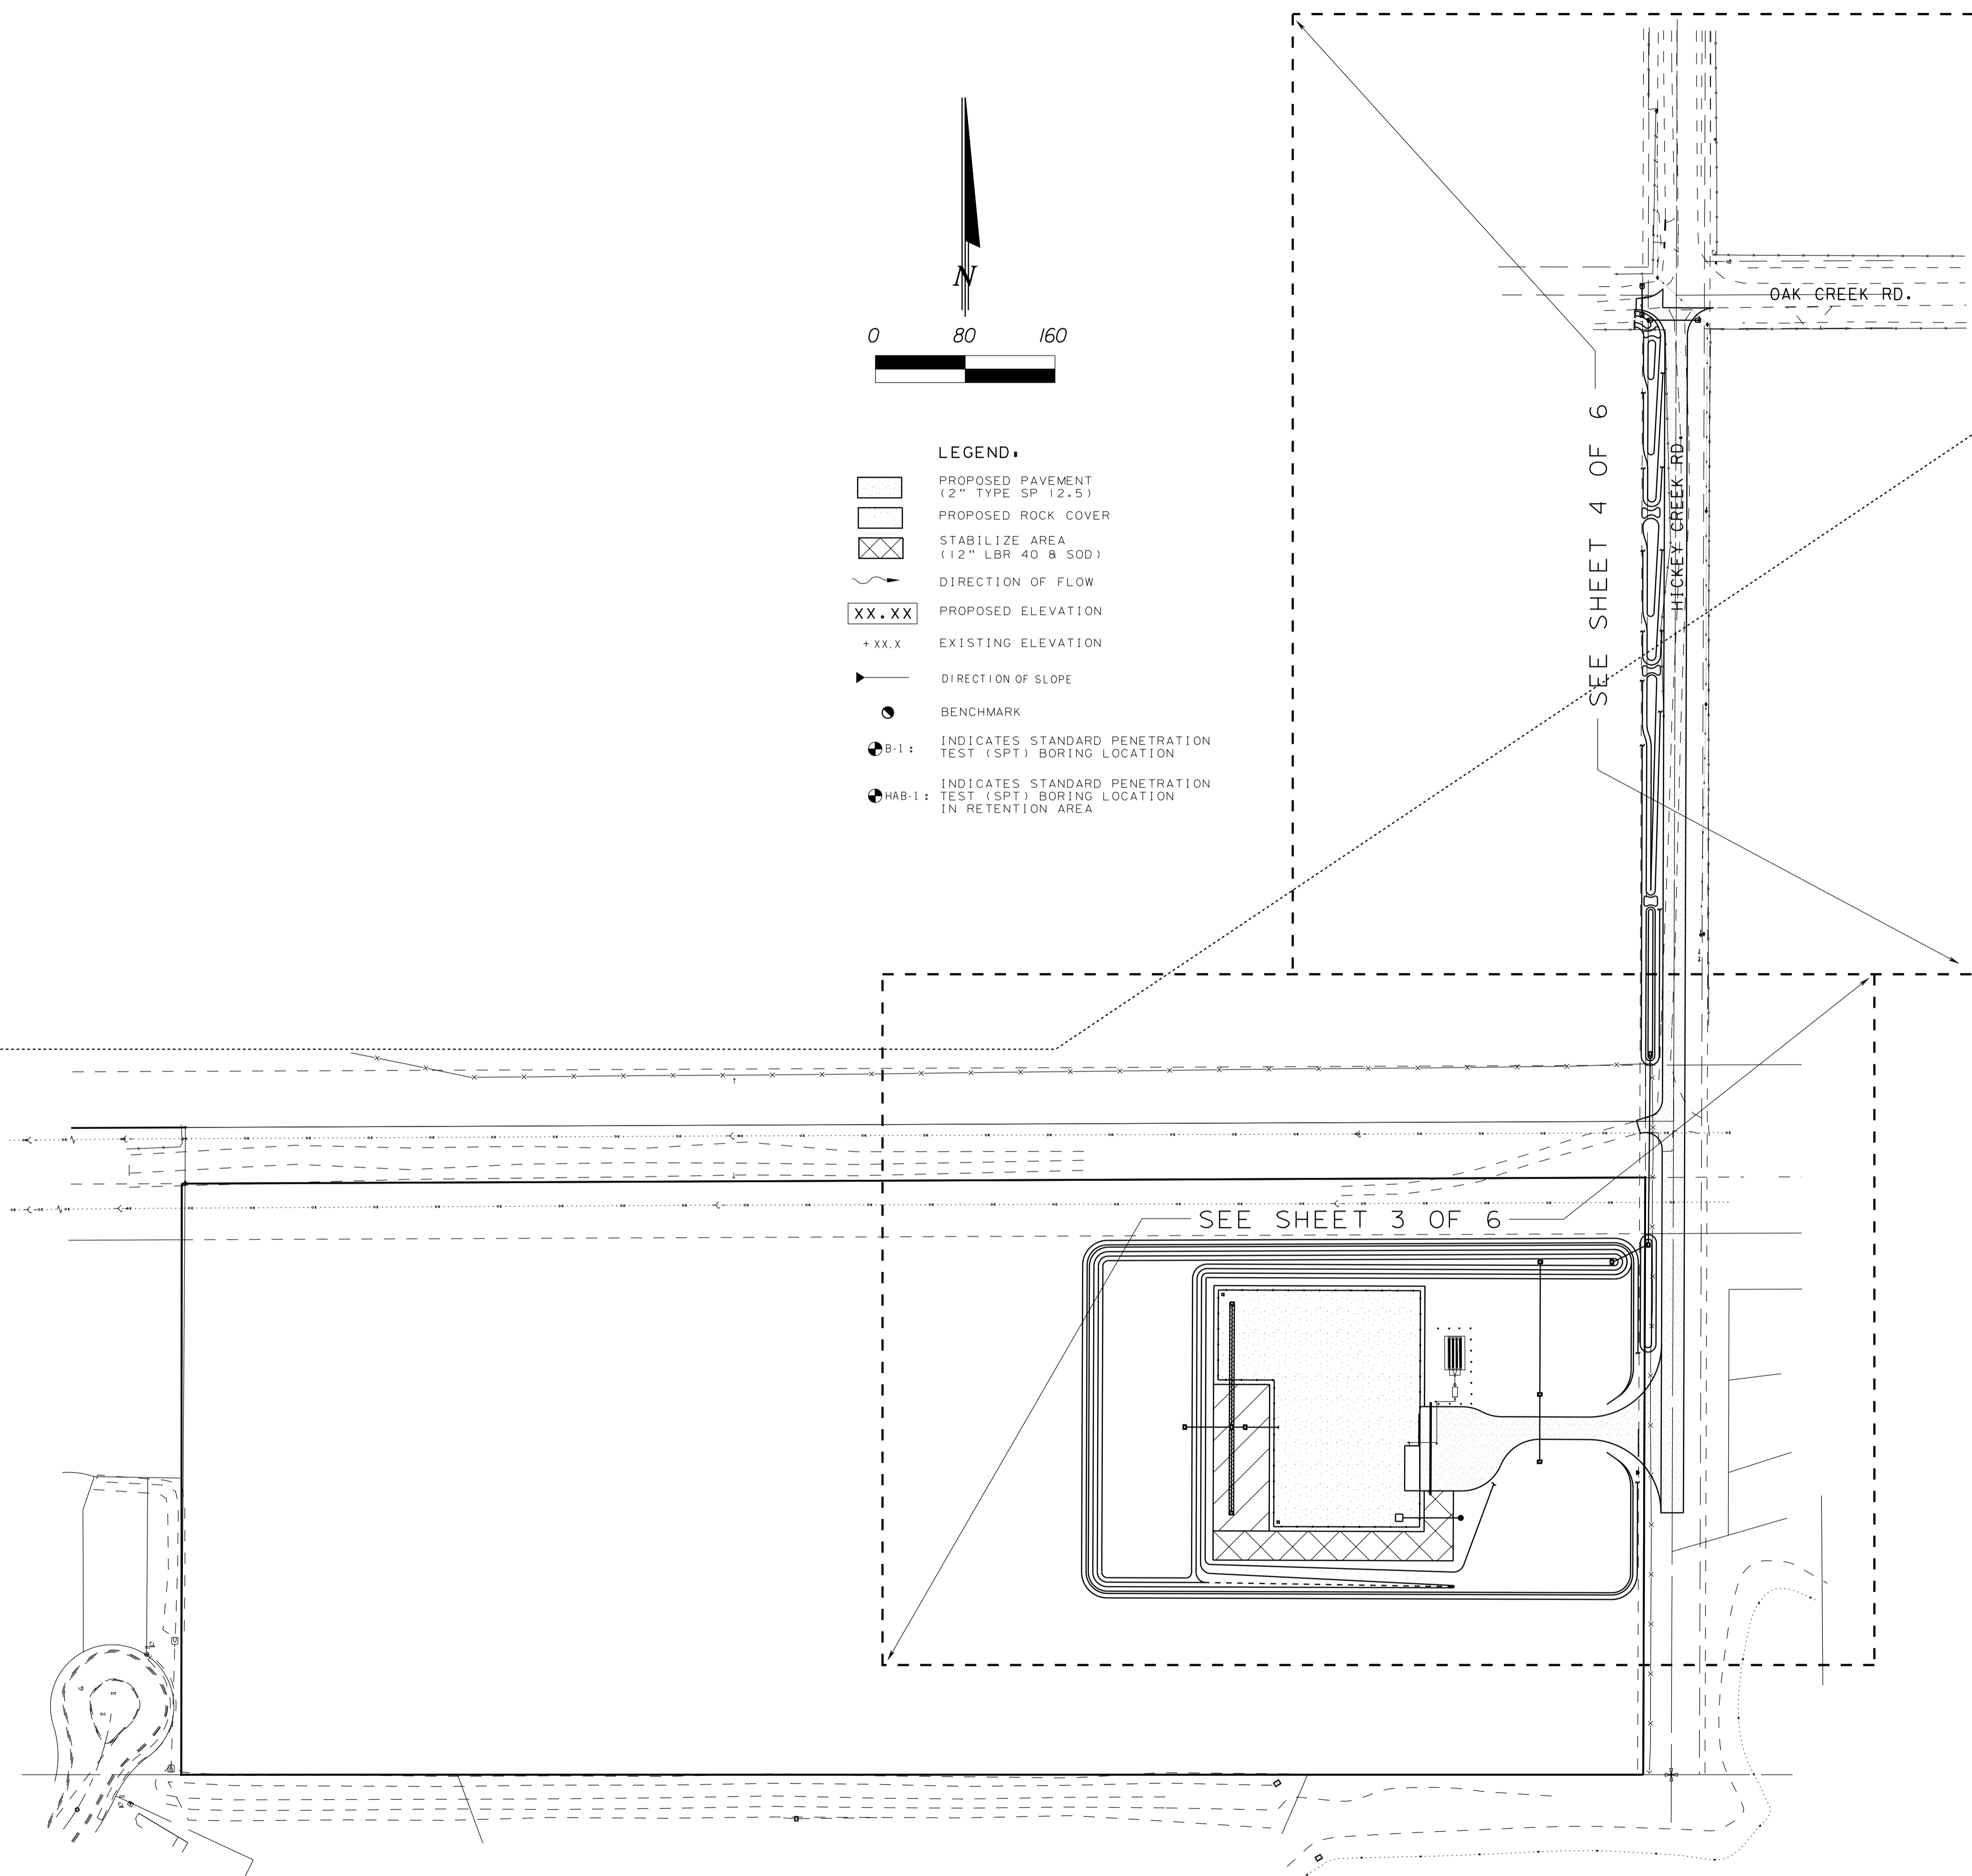 N
0 80 160
LEGEND:
PROPOSED PAVEMENT
(2" TYPE SP 12.5)
PROPOSED ROCK COVER
STABILIZE AREA
(12" LBR 40 & SOD)
DIRECTION OF FLOW
XX.XX PROPOSED ELEVATION
+ XX.X EXISTING ELEVATION
DIRECTION OF SLOPE
BENCHMARK
B-1: INDICATES STANDARD PENETRATION
TEST (SPT) BORING LOCATION
HAB-1: INDICATES STANDARD PENETRATION
TEST (SPT) BORING LOCATION
IN RETENTION AREA
OAK CREEK RD.
SEE SHEET 4 OF 6
HICKEY CREEK RD.
SEE SHEET 3 OF 6